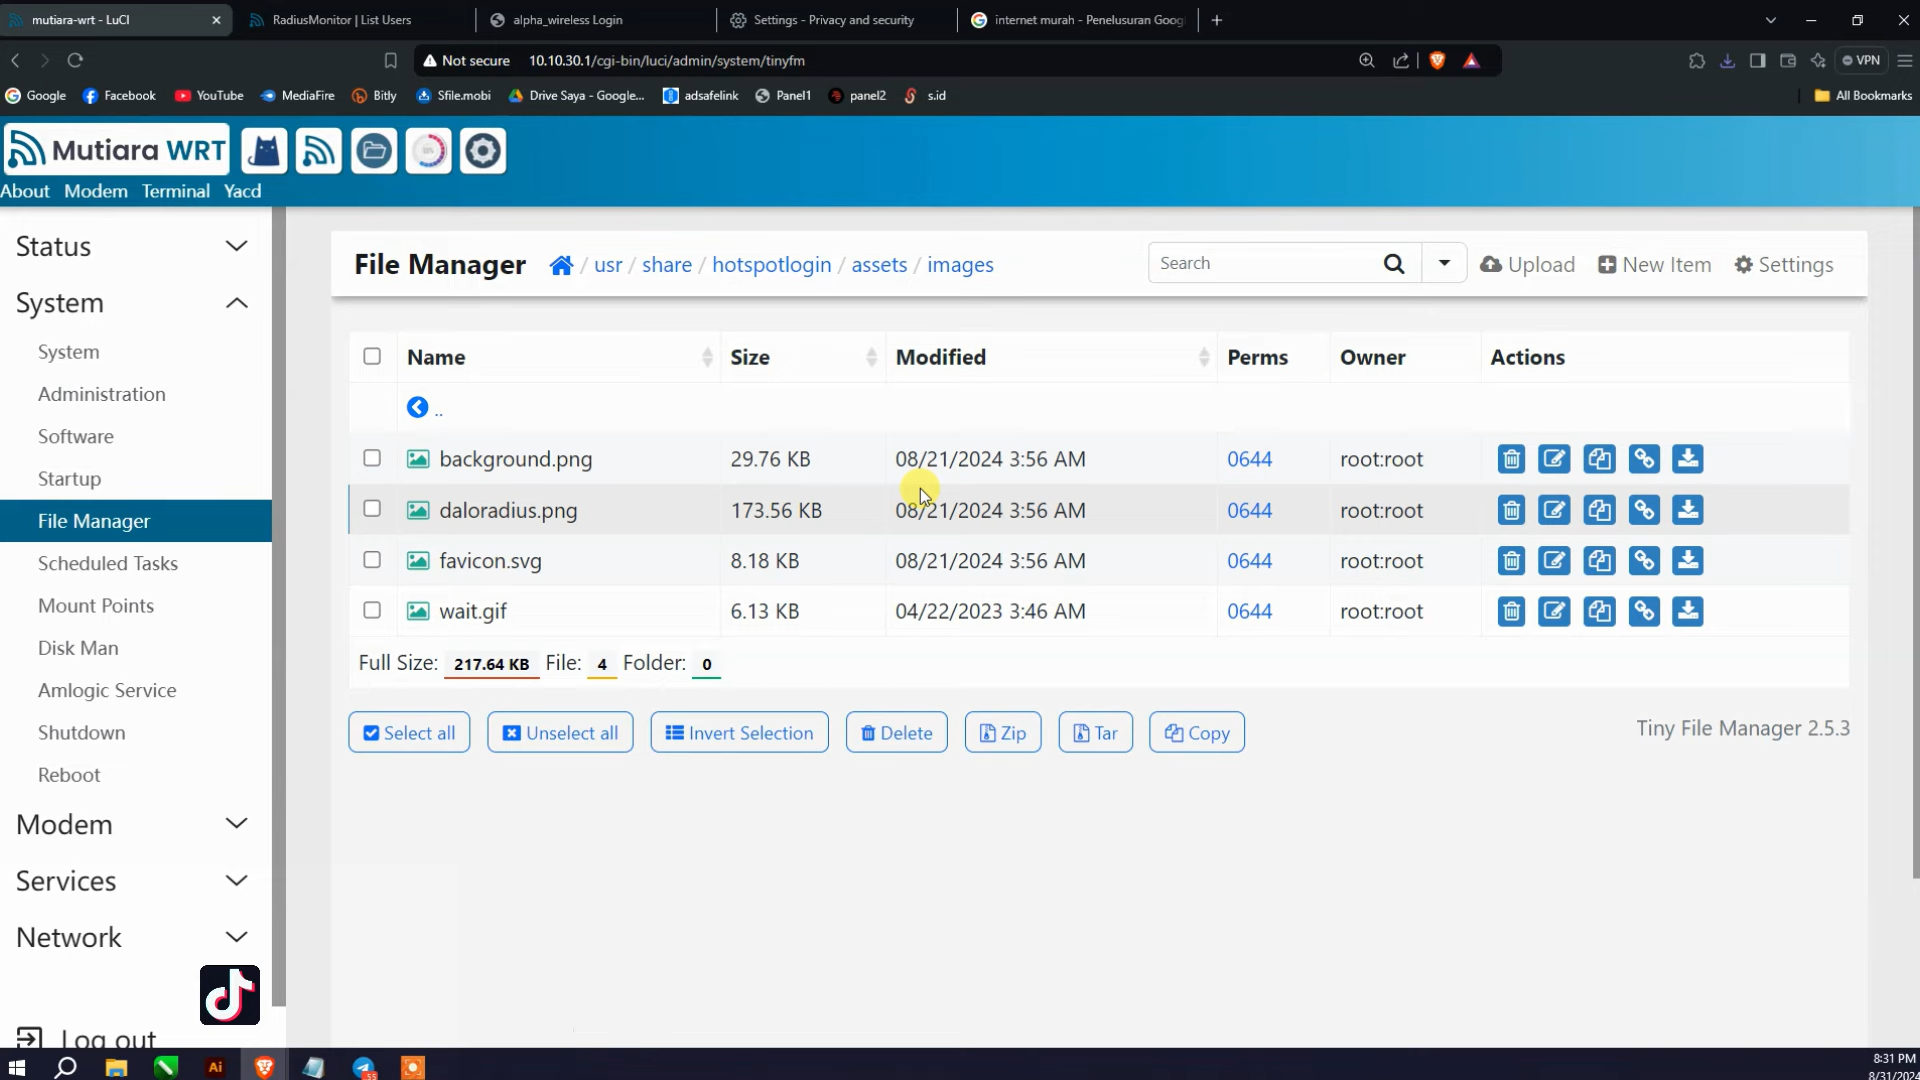 mutiara-wrt - LuCI
RadiusMonitor | List Users
alpha_wireless Login
Settings - Privacy and security
internet murah - Penelusuran Goog
Not secure 10.10.30.1/cgi-bin/luci/admin/system/tinyfm
VPN
Google Facebook YouTube MediaFire Bitly Sfile.mobi Drive Saya - Google... adsafelink Panel1 panel2 s.id All Bookmarks
Mutiara WRT
About Modem Terminal Yacd
Status
System
System
Administration
Software
Startup
File Manager
Scheduled Tasks
Mount Points
Disk Man
Amlogic Service
Shutdown
Reboot
Modem
Services
Network
Log out
File Manager / usr / share / hotspotlogin / assets / images
Search
Upload New Item Settings
Name Size Modified Perms Owner Actions
..
background.png 29.76 KB 08/21/2024 3:56 AM 0644 root:root
daloradius.png 173.56 KB 08/21/2024 3:56 AM 0644 root:root
favicon.svg 8.18 KB 08/21/2024 3:56 AM 0644 root:root
wait.gif 6.13 KB 04/22/2023 3:46 AM 0644 root:root
Full Size: 217.64 KB File: 4 Folder: 0
Select all Unselect all Invert Selection Delete Zip Tar Copy
Tiny File Manager 2.5.3
Ai
55
8:31 PM
8/31/2024